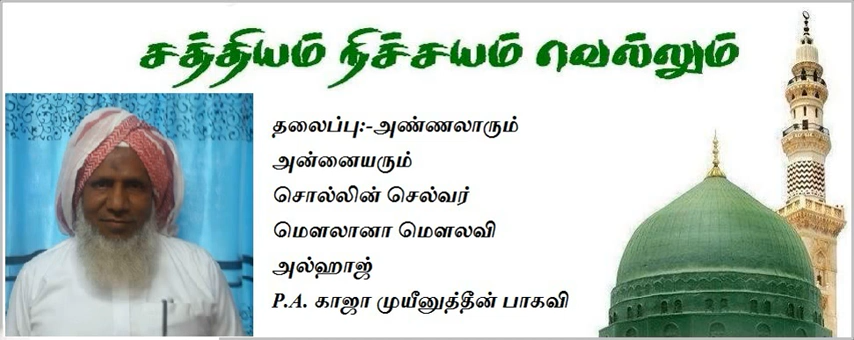 சத்தியம் நிச்சயம் வெல்லும்
தலைப்பு:-அண்ணலாரும்
அன்னையரும்
சொல்லின் செல்வர்
மௌலானா மௌலவி
அல்ஹாஜ்
P.A. காஜா முயீனுத்தீன் பாகவி